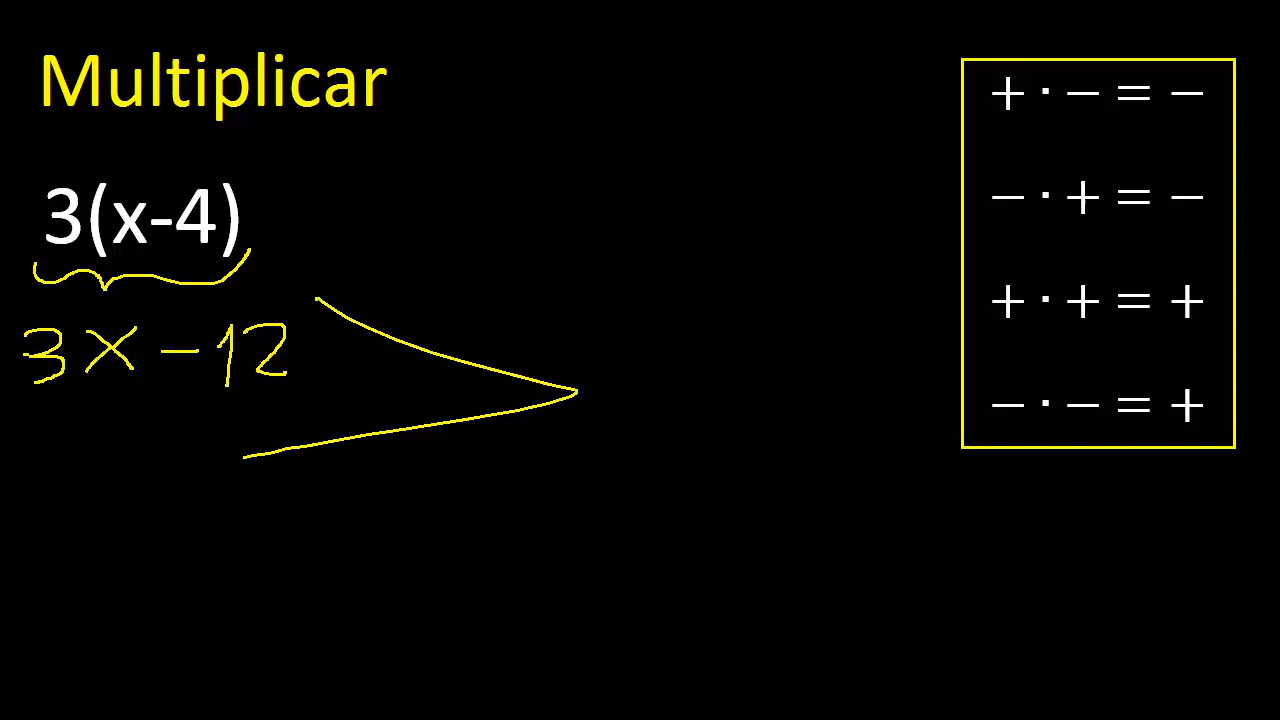 Multiplicar
3(x-4)
3x-12
+ · − = −
− · + = −
+ · + = +
− · − = +